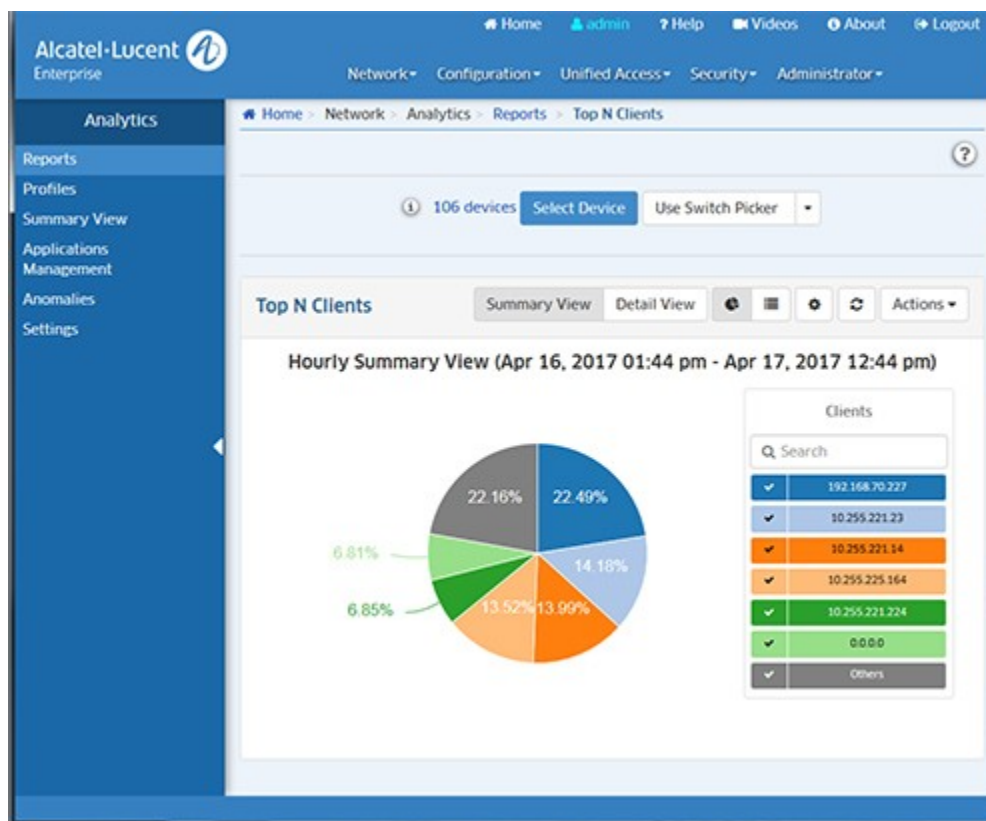 Home admin ? Help Videos About Logout
Alcatel·Lucent
Enterprise
Network Configuration Unified Access Security Administrator
Analytics
Home > Network > Analytics > Reports > Top N Clients
Reports
Profiles
Summary View
Applications
Management
Anomalies
Settings
?
106 devices Select Device Use Switch Picker
Top N Clients Summary View Detail View Actions
Hourly Summary View (Apr 16, 2017 01:44 pm - Apr 17, 2017 12:44 pm)
22.16% 22.49%
6.81%
14.18%
6.85%
13.52% 13.99%
Clients
Search
192.168.70.227
10.255.221.23
10.255.221.14
10.255.225.164
10.255.221.224
0.0.0.0
Others